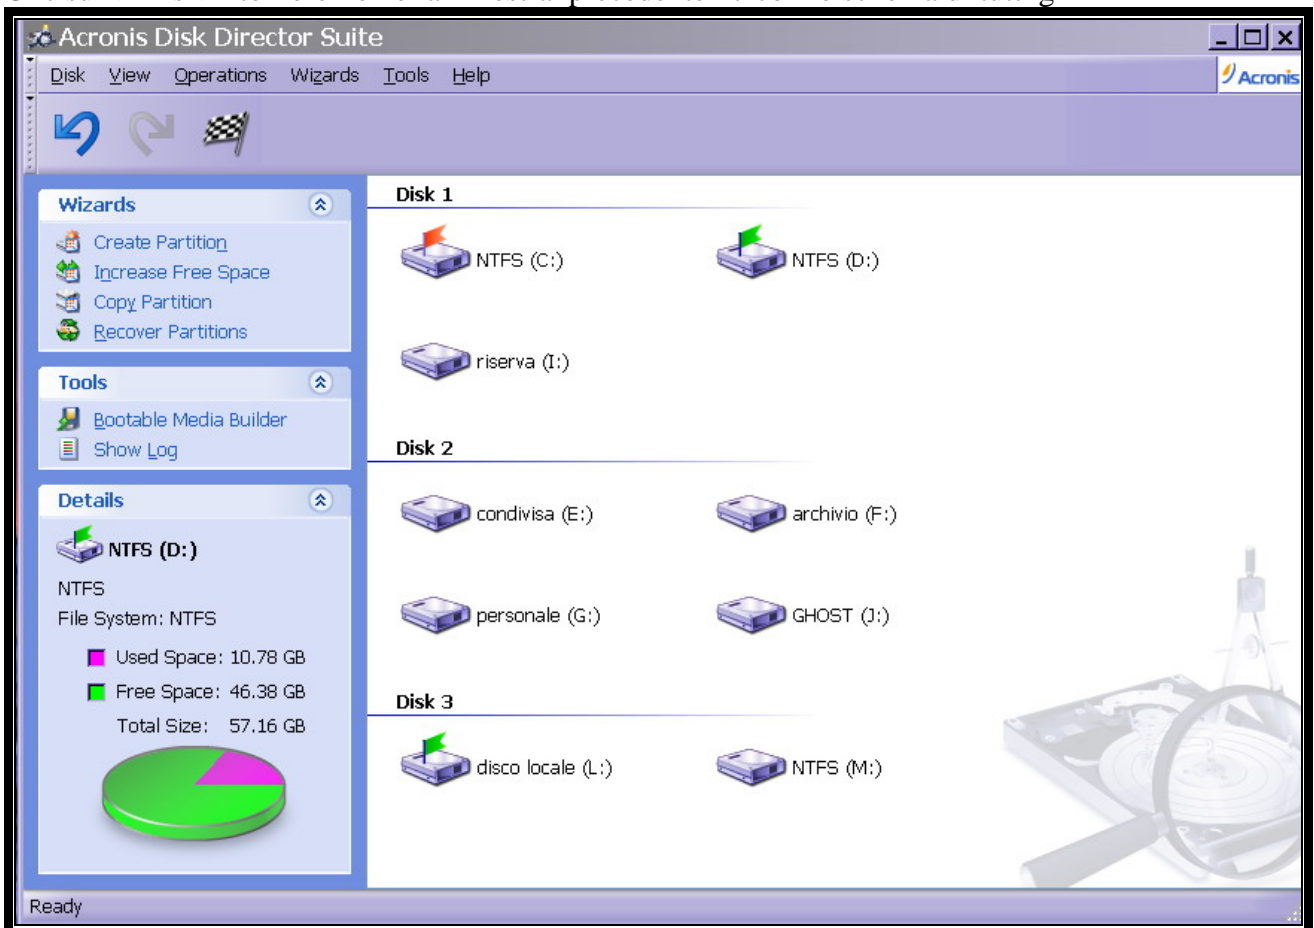 Acronis Disk Director Suite
Disk View Operations Wizards Tools Help
Acronis
Wizards
Create Partition
Increase Free Space
Copy Partition
Recover Partitions
Tools
Bootable Media Builder
Show Log
Details
NTFS (D:)
NTFS
File System: NTFS
Used Space: 10.78 GB
Free Space: 46.38 GB
Total Size: 57.16 GB
Disk 1
NTFS (C:)
NTFS (D:)
riserva (I:)
Disk 2
condivisa (E:)
archivio (F:)
personale (G:)
GHOST (J:)
Disk 3
disco locale (L:)
NTFS (M:)
Ready